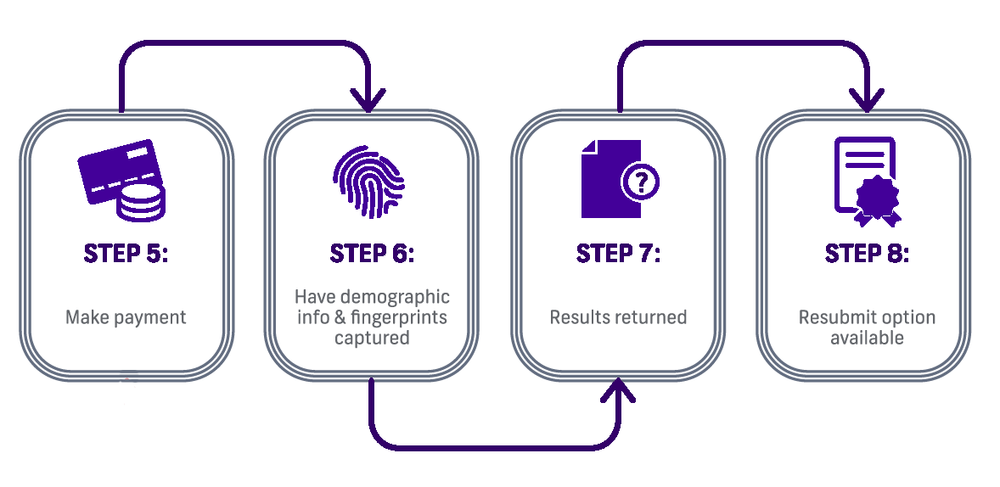 ?
STEP 5:
Make payment
STEP 6:
Have demographic
info & fingerprints
captured
STEP 7:
Results returned
STEP 8:
Resubmit option
available